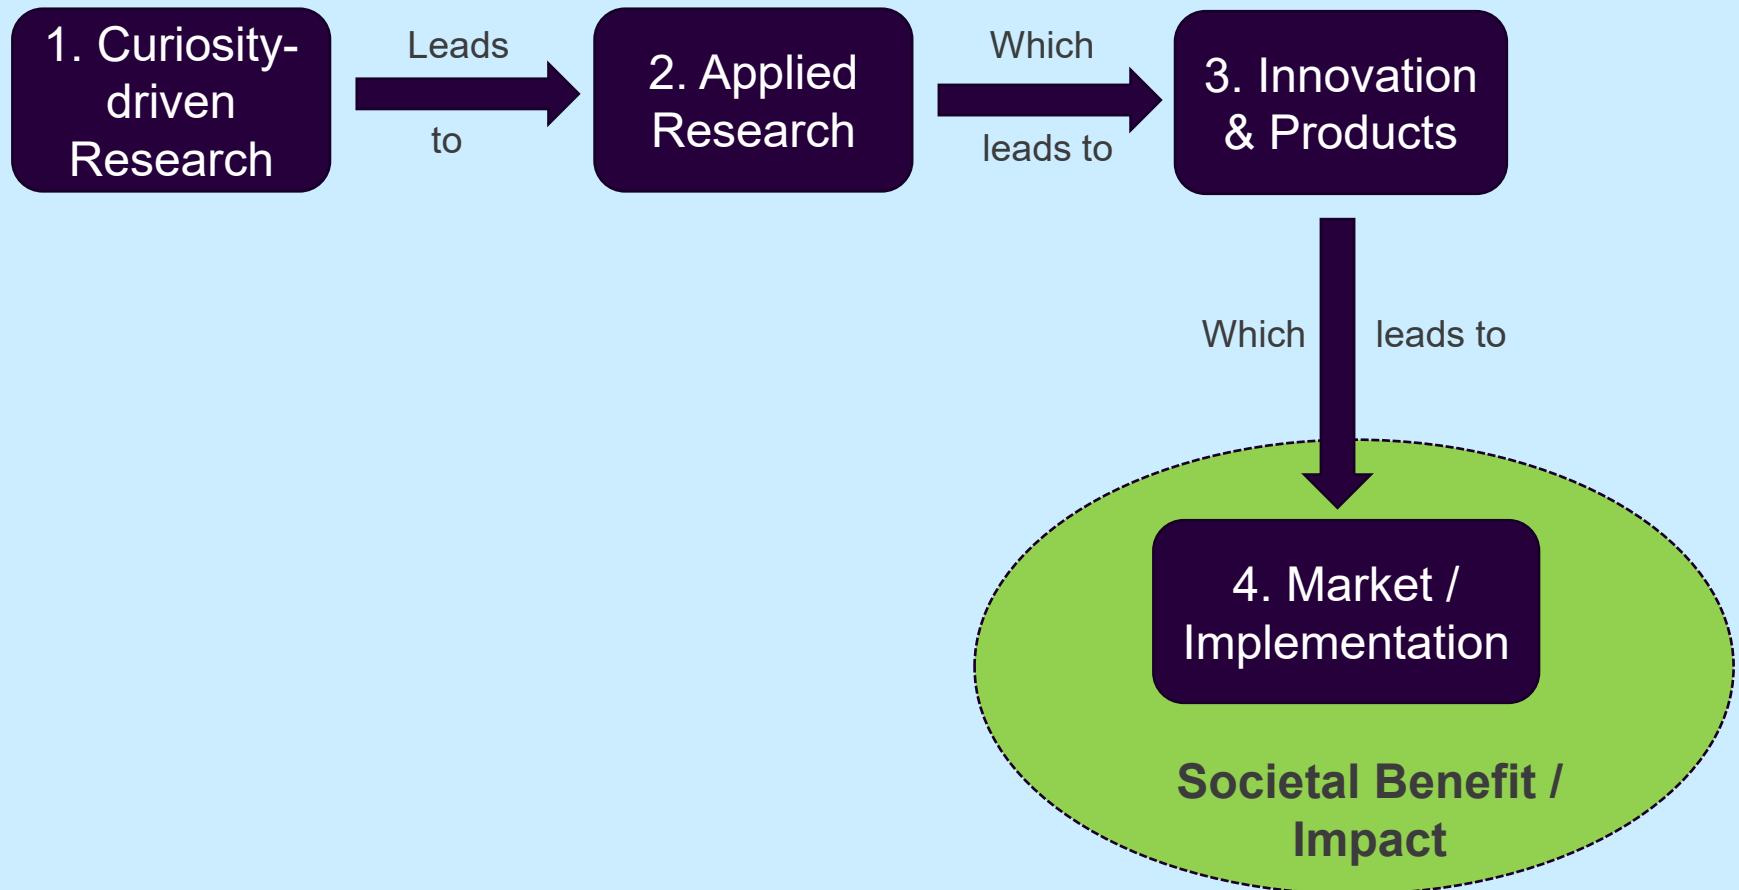 1. Curiosity-
driven
Research
Leads
to
2. Applied
Research
Which
leads to
3. Innovation
& Products
Which leads to
4. Market /
Implementation
Societal Benefit /
Impact